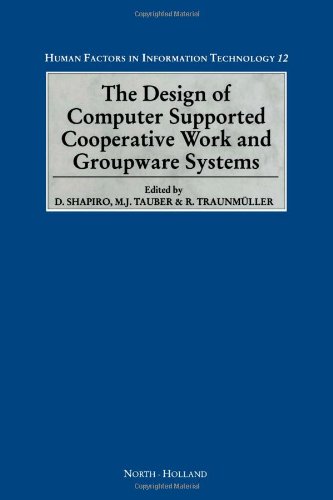 HUMAN FACTORS IN INFORMATION TECHNOLOGY 12
The Design of
Computer Supported
Cooperative Work and
Groupware Systems
Edited by
D. SHAPIRO, M.J. TAUBER & R. TRAUNMÜLLER
NORTH · HOLLAND